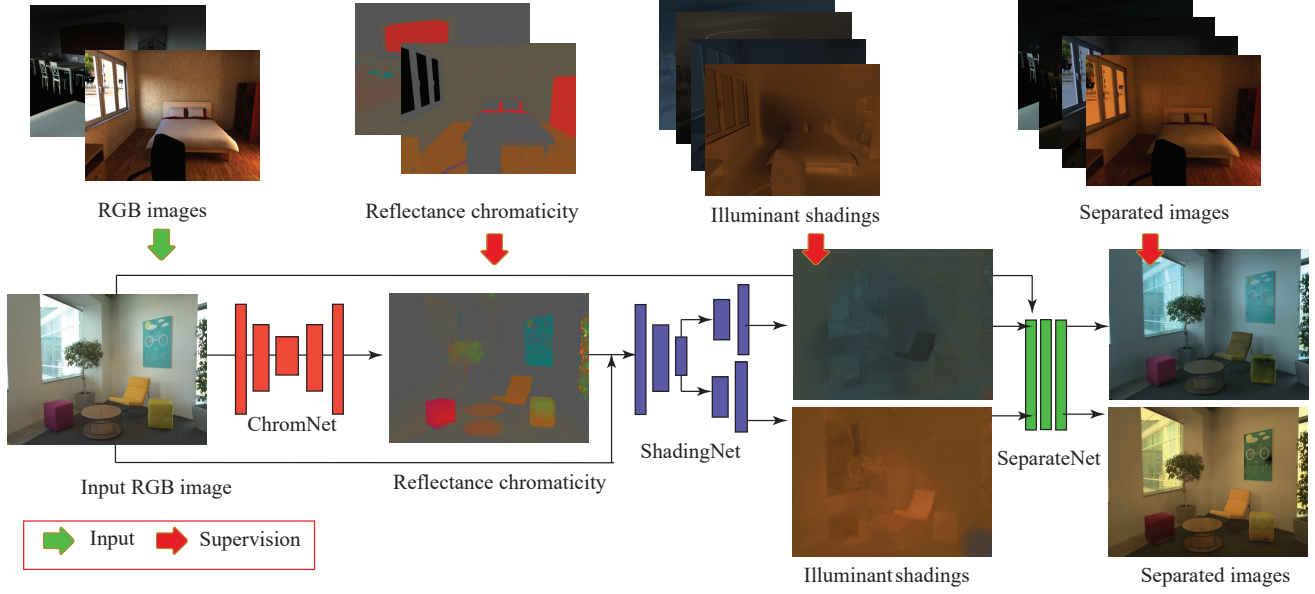 RGB images
Reflectance chromaticity
Illuminant shadings
Separated images
ChromNet
ShadingNet
SeparateNet
Input RGB image
Reflectance chromaticity
Illuminant shadings
Separated images
Input
Supervision